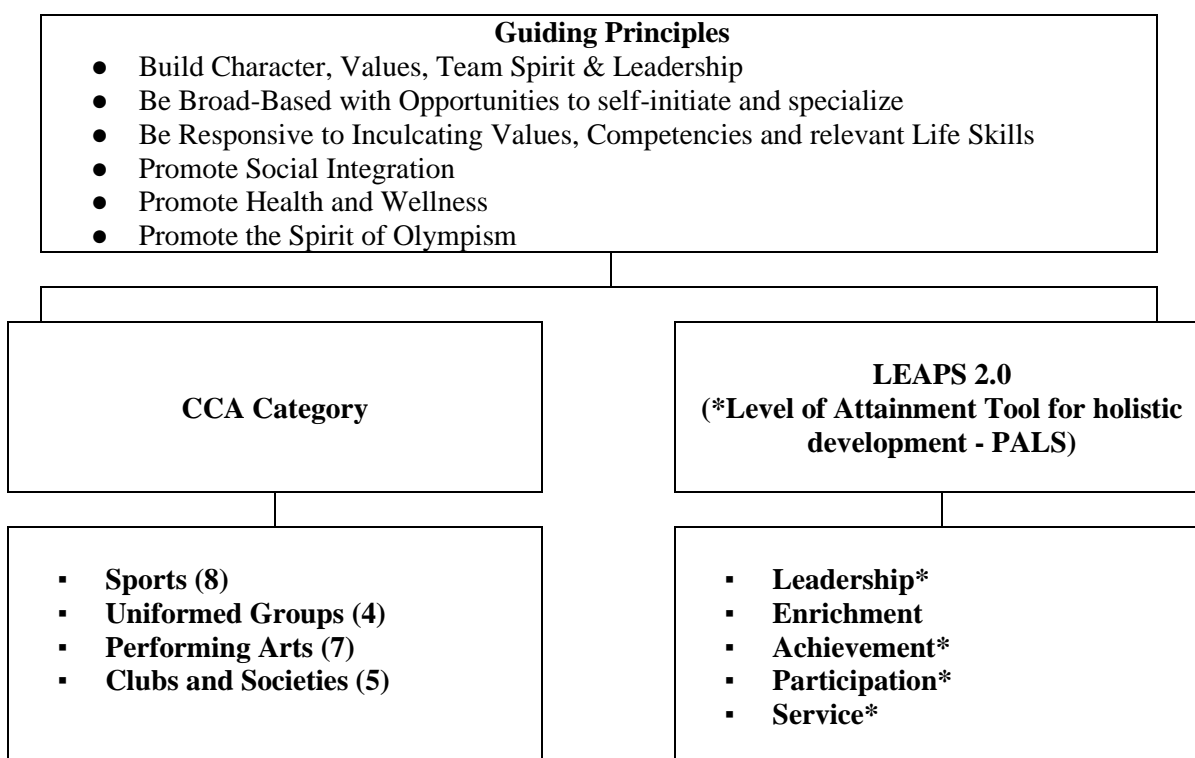 Guiding Principles
● Build Character, Values, Team Spirit & Leadership
● Be Broad-Based with Opportunities to self-initiate and specialize
● Be Responsive to Inculcating Values, Competencies and relevant Life Skills
● Promote Social Integration
● Promote Health and Wellness
● Promote the Spirit of Olympism
CCA Category
LEAPS 2.0
(*Level of Attainment Tool for holistic
development - PALS)
▪ Sports (8)
▪ Uniformed Groups (4)
▪ Performing Arts (7)
▪ Clubs and Societies (5)
▪ Leadership*
▪ Enrichment
▪ Achievement*
▪ Participation*
▪ Service*